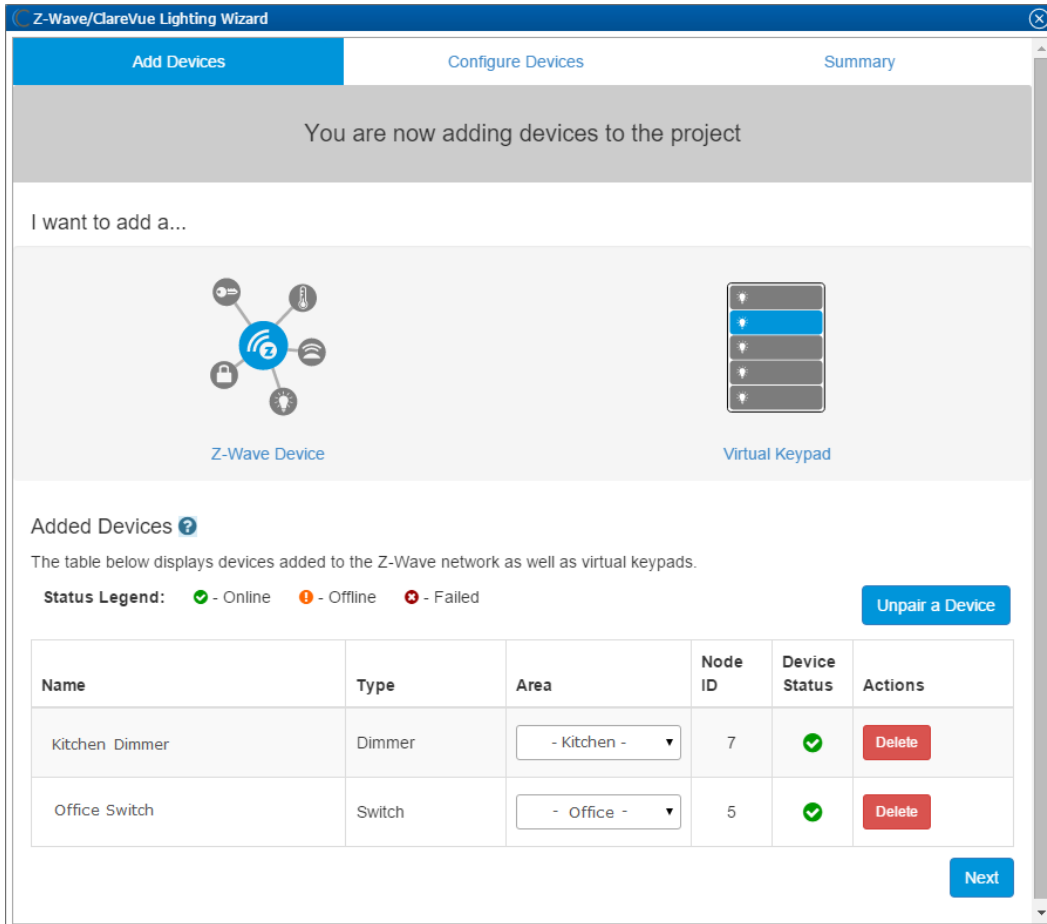 Z-Wave/ClareVue Lighting Wizard
Add Devices Configure Devices Summary
You are now adding devices to the project
I want to add a...
Z-Wave Device Virtual Keypad
Added Devices ?
The table below displays devices added to the Z-Wave network as well as virtual keypads.
Status Legend: - Online - Offline - Failed
Unpair a Device
Name Type Area Node ID Device Status Actions
Kitchen Dimmer Dimmer - Kitchen - 7 Delete
Office Switch Switch - Office - 5 Delete
Next